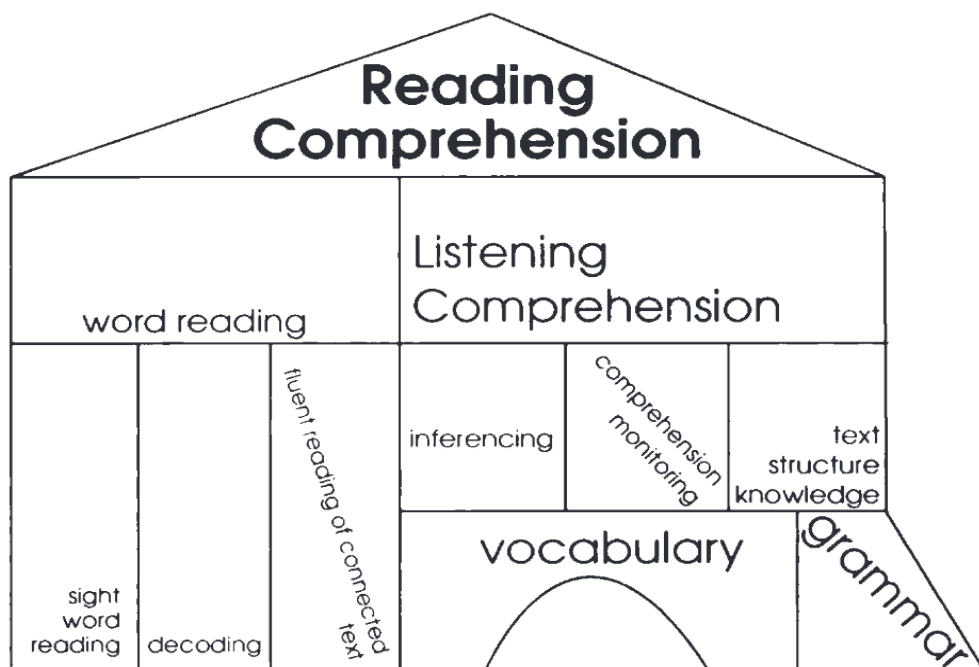 Reading
Comprehension
Listening
Comprehension
word reading
fluent reading of connected
text
inferencing
comprehension
monitoring
text
structure
knowledge
vocabulary
grammar
sight
word
reading
decoding